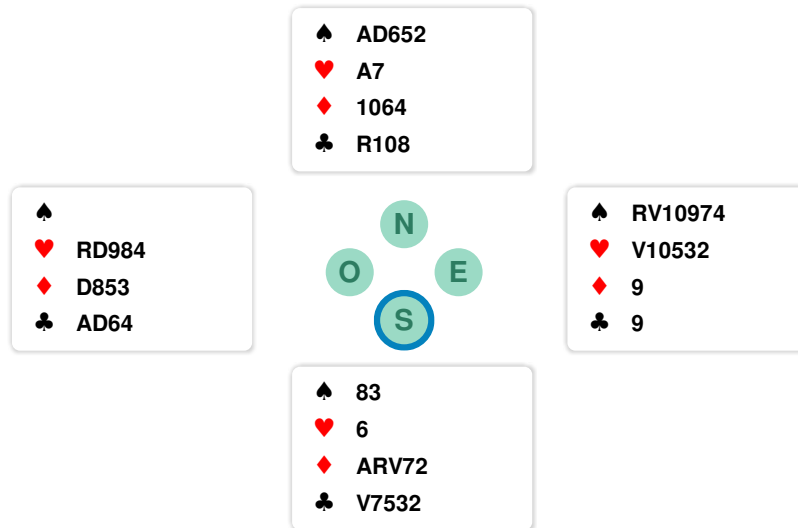 ♠ AD652
♥ A7
♦ 1064
♣ R108
♠
♥ RD984
♦ D853
♣ AD64
N
O E
S
♠ RV10974
♥ V10532
♦ 9
♣ 9
♠ 83
♥ 6
♦ ARV72
♣ V7532